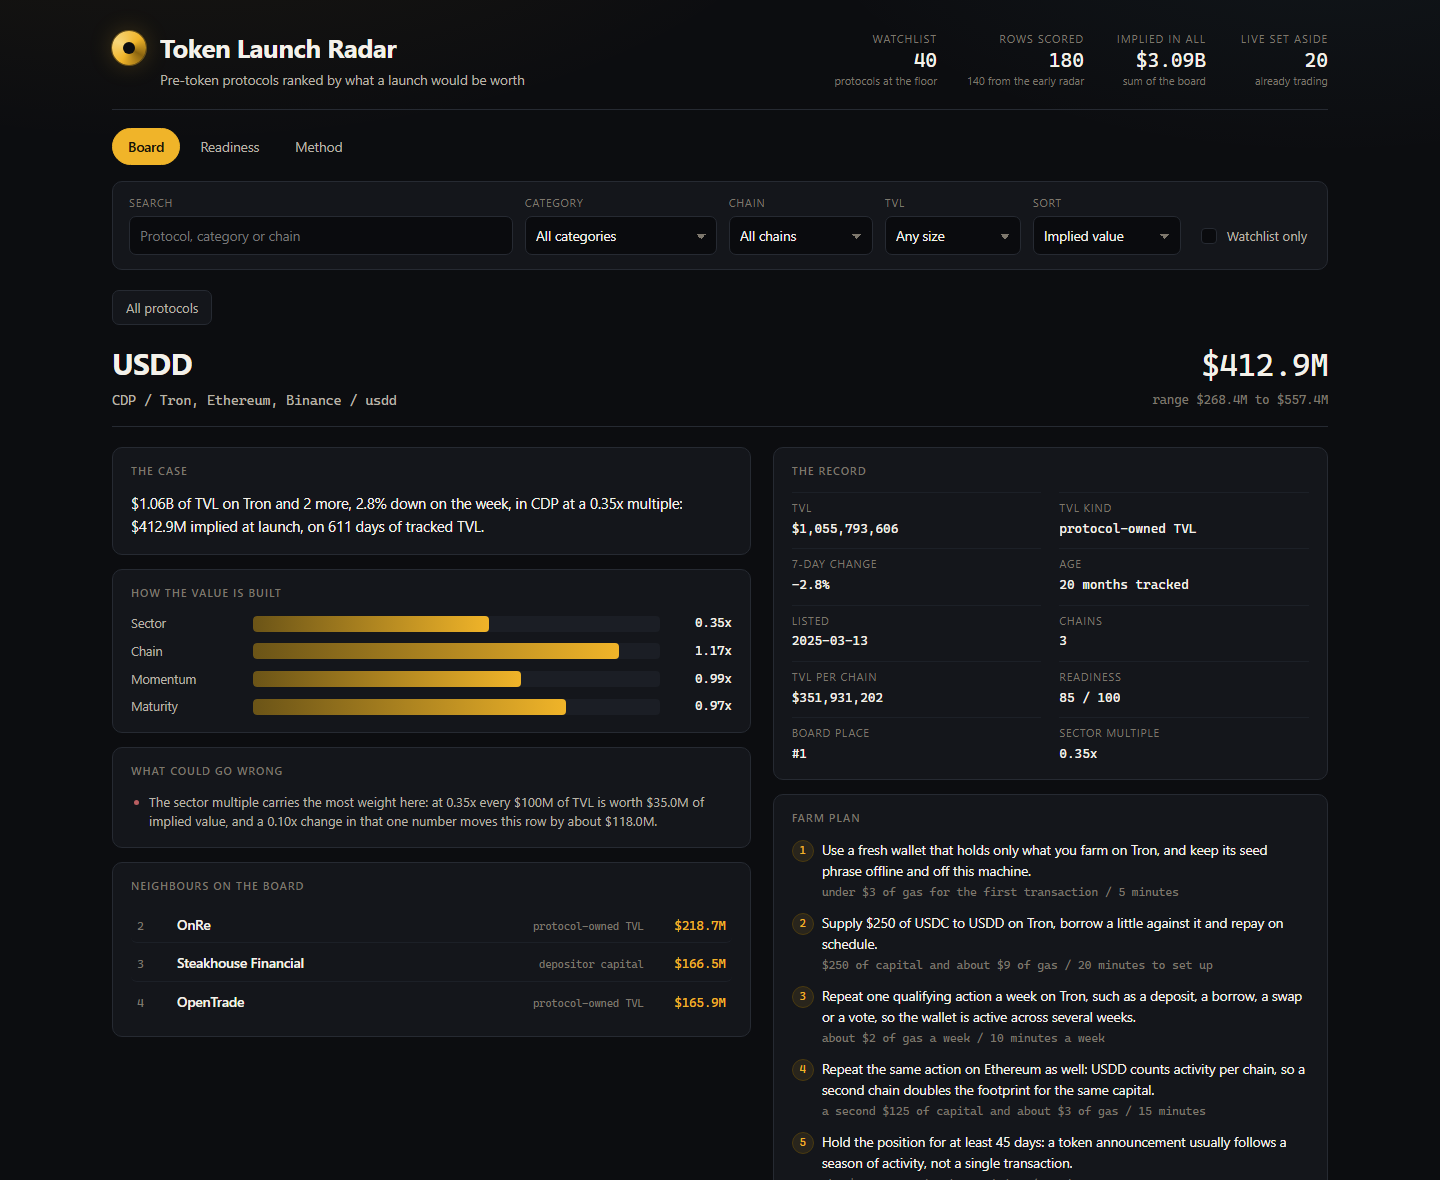 Token Launch Radar
Pre-token protocols ranked by what a launch would be worth
WATCHLIST
40
protocols at the floor
ROWS SCORED
180
140 from the early radar
IMPLIED IN ALL
$3.09B
sum of the board
LIVE SET ASIDE
20
already trading
Board
Readiness
Method
SEARCH
Protocol, category or chain
CATEGORY
All categories
CHAIN
All chains
TVL
Any size
SORT
Implied value
Watchlist only
All protocols
USDD
CDP / Tron, Ethereum, Binance / usdd
$412.9M
range $268.4M to $557.4M
THE CASE
$1.06B of TVL on Tron and 2 more, 2.8% down on the week, in CDP at a 0.35x multiple:
$412.9M implied at launch, on 611 days of tracked TVL.
HOW THE VALUE IS BUILT
Sector 0.35x
Chain 1.17x
Momentum 0.99x
Maturity 0.97x
WHAT COULD GO WRONG
• The sector multiple carries the most weight here: at 0.35x every $100M of TVL is worth $35.0M of
implied value, and a 0.10x change in that one number moves this row by about $118.0M.
NEIGHBOURS ON THE BOARD
2 OnRe protocol-owned TVL $218.7M
3 Steakhouse Financial depositor capital $166.5M
4 OpenTrade protocol-owned TVL $165.9M
THE RECORD
TVL
$1,055,793,606
TVL KIND
protocol-owned TVL
7-DAY CHANGE
-2.8%
AGE
20 months tracked
LISTED
2025-03-13
CHAINS
3
TVL PER CHAIN
$351,931,202
READINESS
85 / 100
BOARD PLACE
#1
SECTOR MULTIPLE
0.35x
FARM PLAN
1 Use a fresh wallet that holds only what you farm on Tron, and keep its seed
phrase offline and off this machine.
under $3 of gas for the first transaction / 5 minutes
2 Supply $250 of USDC to USDD on Tron, borrow a little against it and repay on
schedule.
$250 of capital and about $9 of gas / 20 minutes to set up
3 Repeat one qualifying action a week on Tron, such as a deposit, a borrow, a swap
or a vote, so the wallet is active across several weeks.
about $2 of gas a week / 10 minutes a week
4 Repeat the same action on Ethereum as well: USDD counts activity per chain, so a
second chain doubles the footprint for the same capital.
a second $125 of capital and about $3 of gas / 15 minutes
5 Hold the position for at least 45 days: a token announcement usually follows a
season of activity, not a single transaction.